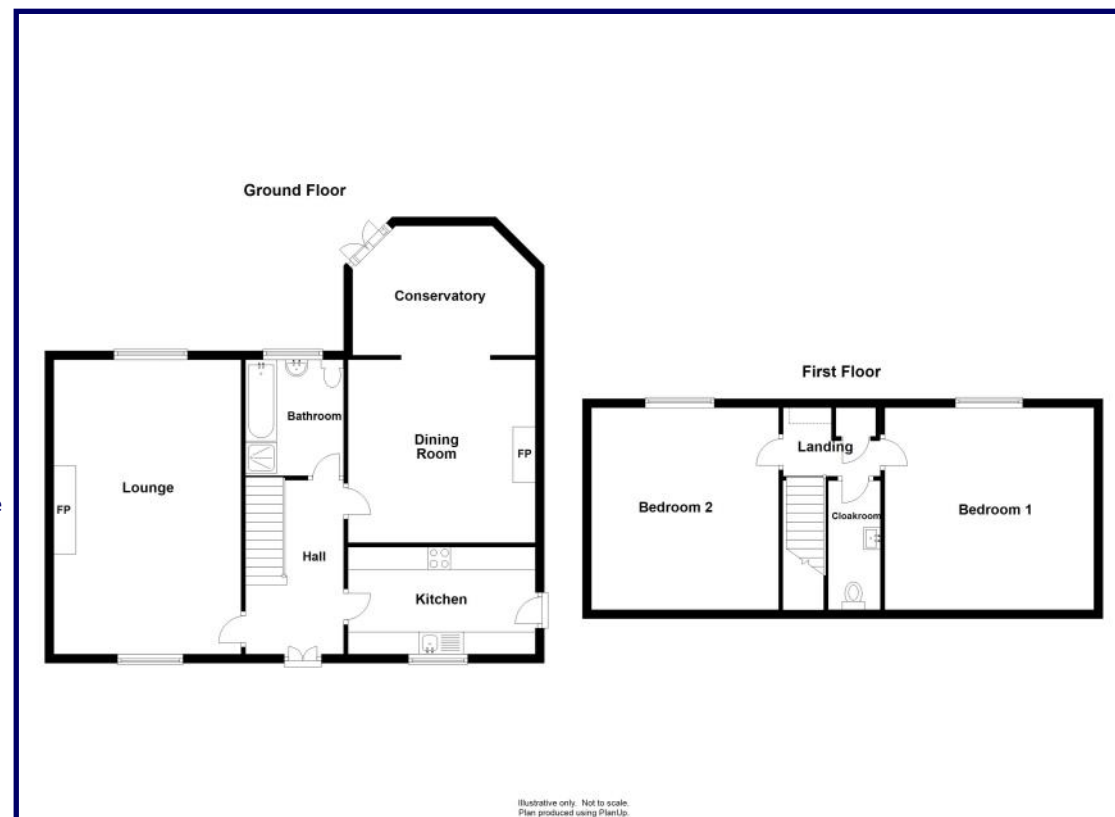 Ground Floor
Conservatory
Bathroom
Dining
Room
FP
Lounge
FP
Hall
Kitchen
First Floor
Landing
Bedroom 2
Cloakroom
Bedroom 1
Illustrative only. Not to scale.
Plan produced using PlanUp.